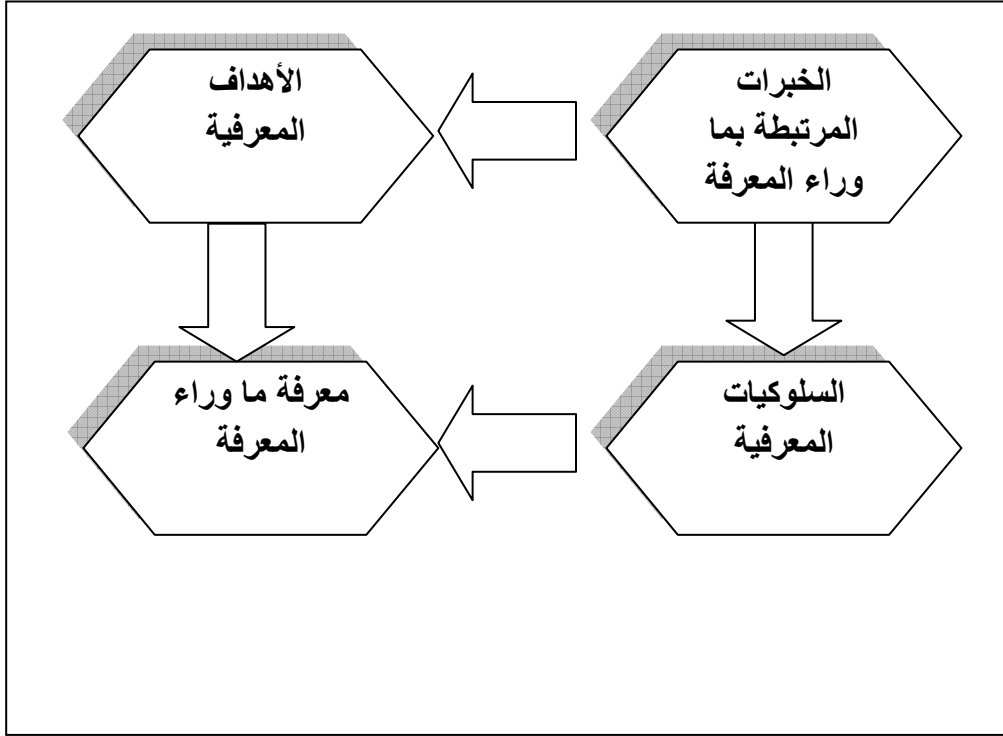 الخبرات
المرتبطة بما
وراء المعرفة
الأهداف
المعرفية
السلوكيات
المعرفية
معرفة ما وراء
المعرفة